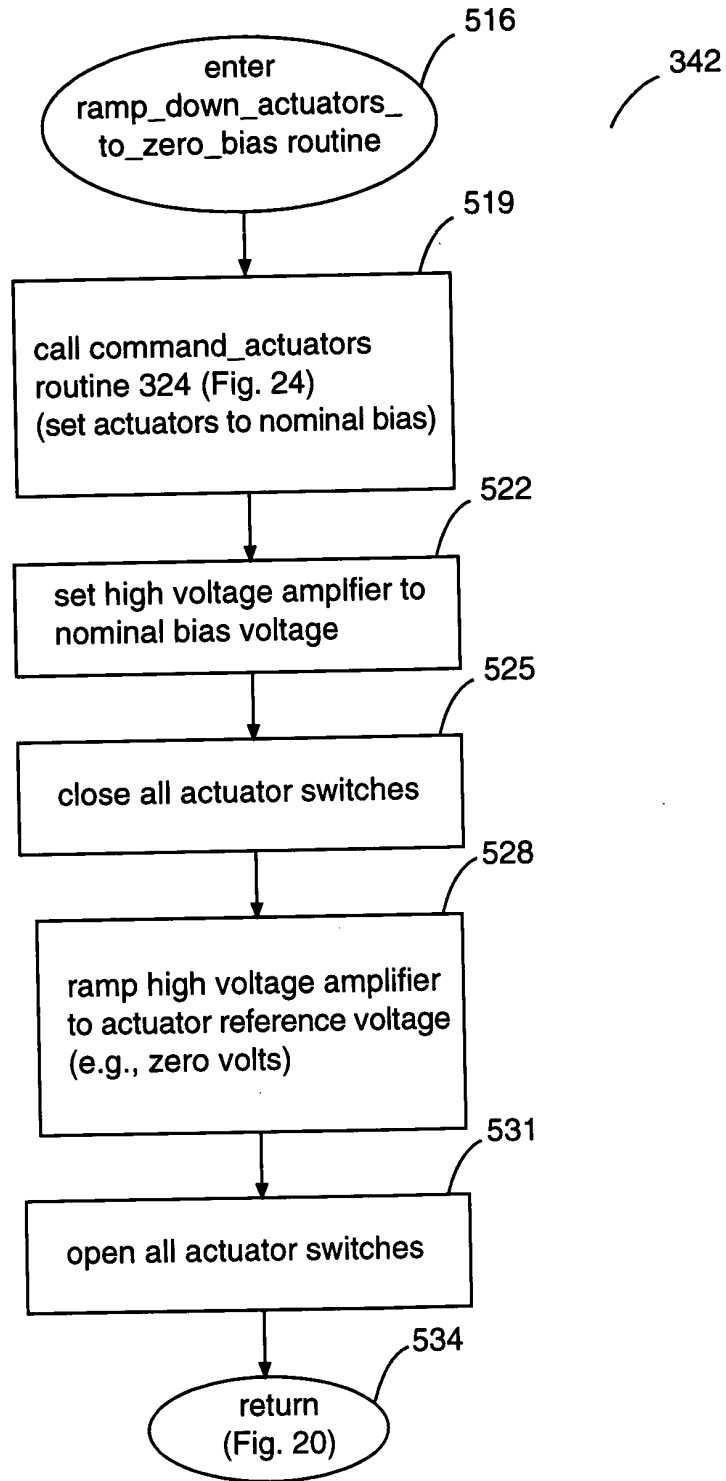 516
342
enter
ramp_down_actuators_
to_zero_bias routine
519
call command_actuators
routine 324 (Fig. 24)
(set actuators to nominal bias)
522
set high voltage amplfier to
nominal bias voltage
525
close all actuator switches
528
ramp high voltage amplifier
to actuator reference voltage
(e.g., zero volts)
531
open all actuator switches
534
return
(Fig. 20)